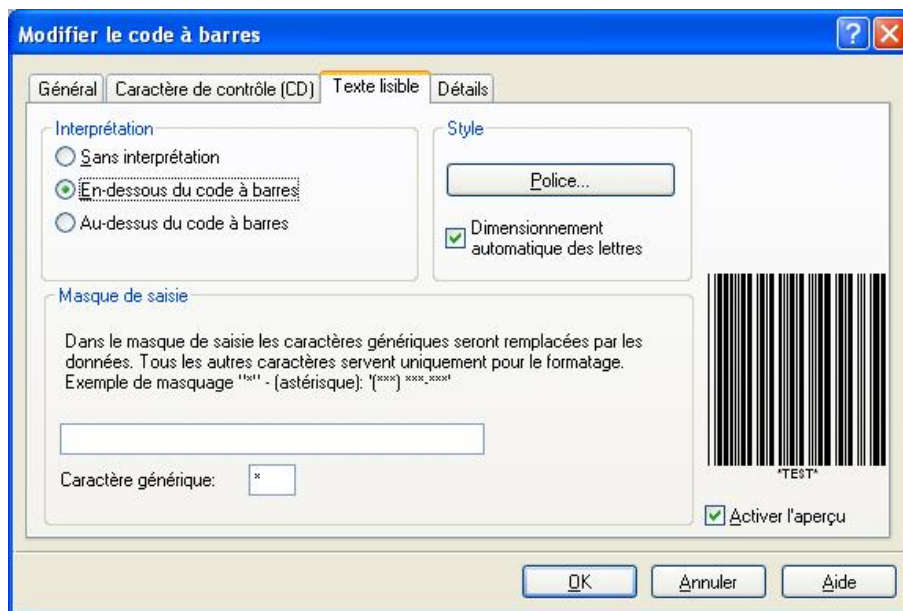 Modifier le code à barres
Général
Caractère de contrôle (CD)
Texte lisible
Détails
Interprétation
Sans interprétation
En-dessous du code à barres
Au-dessus du code à barres
Style
Police...
Dimensionnement
automatique des lettres
Masque de saisie
Dans le masque de saisie les caractères génériques seront remplacées par les
données. Tous les autres caractères servent uniquement pour le formatage.
Exemple de masquage "*" - (astérisque): '(***) ***-***'
Caractère générique:
*
*TEST*
Activer l'aperçu
OK
Annuler
Aide